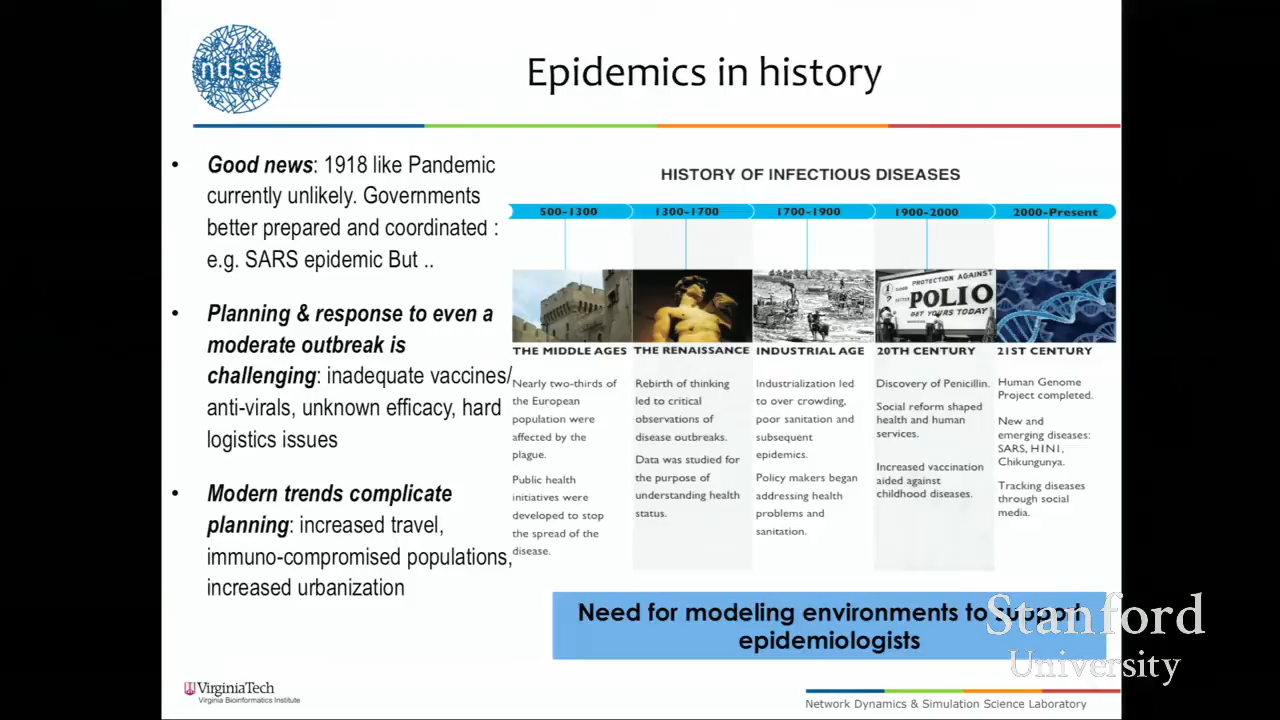 ndssl
Epidemics in history
• Good news: 1918 like Pandemic
currently unlikely. Governments
better prepared and coordinated :
e.g. SARS epidemic But ..
• Planning & response to even a
moderate outbreak is
challenging: inadequate vaccines/
anti-virals, unknown efficacy, hard
logistics issues
• Modern trends complicate
planning: increased travel,
immuno-compromised populations,
increased urbanization
HISTORY OF INFECTIOUS DISEASES
500-1300
THE MIDDLE AGES
Nearly two-thirds of
the European
population were
affected by the
plague.
Public health
initiatives were
developed to stop
the spread of the
disease.
1300-1700
THE RENAISSANCE
Rebirth of thinking
led to critical
observations of
disease outbreaks.
Data was studied for
the purpose of
understanding health
status.
1700-1900
INDUSTRIAL AGE
Industrialization led
to over crowding,
poor sanitation and
subsequent
epidemics.
Policy makers began
addressing health
problems and
sanitation.
1900-2000
PROTECTION AGAINST
POLIO
GET YOURS TODAY!
20TH CENTURY
Discovery of Penicillin.
Social reform shaped
health and human
services.
Increased vaccination
aided against
childhood diseases.
2000-Present
21ST CENTURY
Human Genome
Project completed.
New and
emerging diseases:
SARS, H1N1,
Chikungunya.
Tracking diseases
through social
media.
Need for modeling environments to support
epidemiologists
Stanford
University
VirginiaTech
Virginia Bioinformatics Institute
Network Dynamics & Simulation Science Laboratory